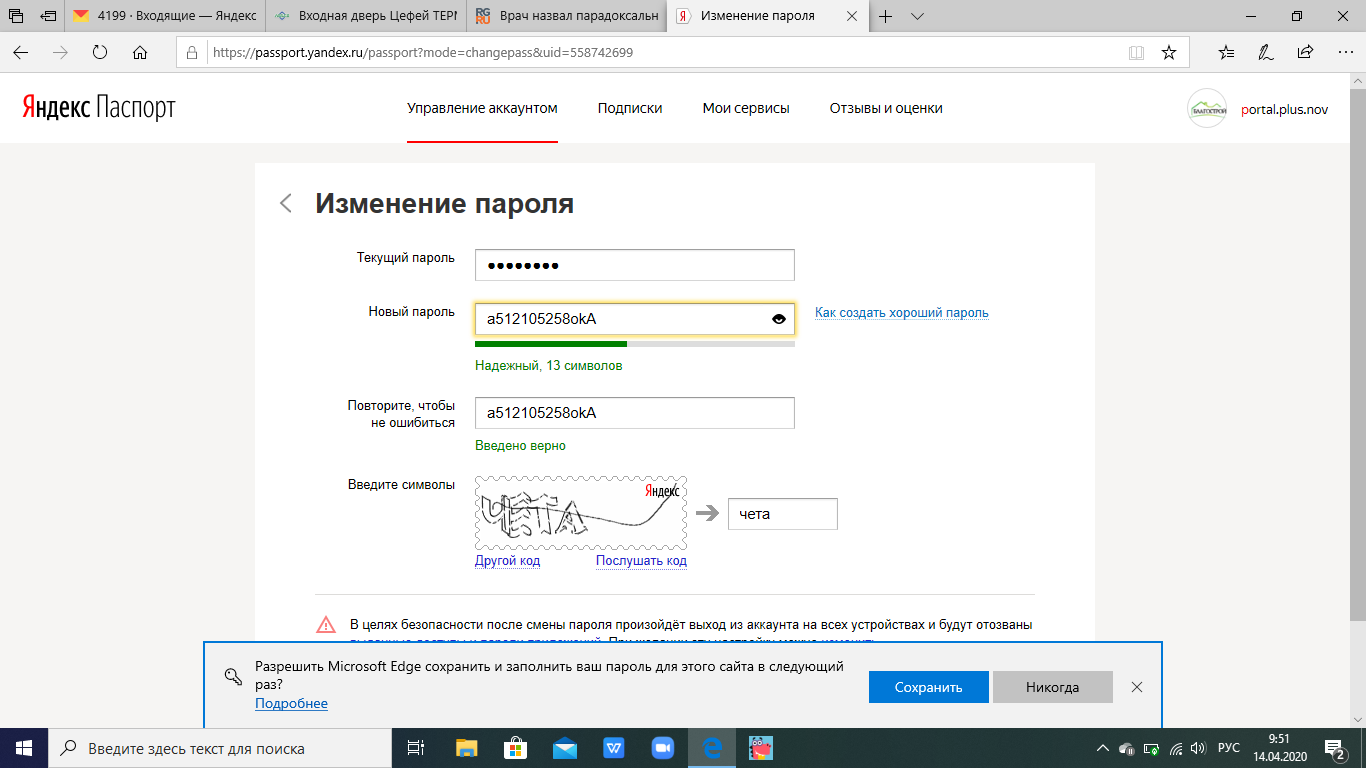 4199 · Входящие — Яндекс
Входная дверь Цефей ТЕРМ
RG RU
Врач назвал парадоксальн
Я
Изменение пароля
https://passport.yandex.ru/passport?mode=changepass&uid=558742699
Яндекс Паспорт
Управление аккаунтом
Подписки
Мои сервисы
Отзывы и оценки
БЛАГОСТРОЙ
portal.plus.nov
Изменение пароля
Текущий пароль
Новый пароль
a512105258okA
Как создать хороший пароль
Надежный, 13 символов
Повторите, чтобы
не ошибиться
a512105258okA
Введено верно
Введите символы
Яндекс
ЧЕТА
чета
Другой код
Послушать код
В целях безопасности после смены пароля произойдёт выход из аккаунта на всех устройствах и будут отозваны
Разрешить Microsoft Edge сохранить и заполнить ваш пароль для этого сайта в следующий
раз?
Подробнее
Сохранить
Никогда
Введите здесь текст для поиска
РУС
9:51
14.04.2020
2